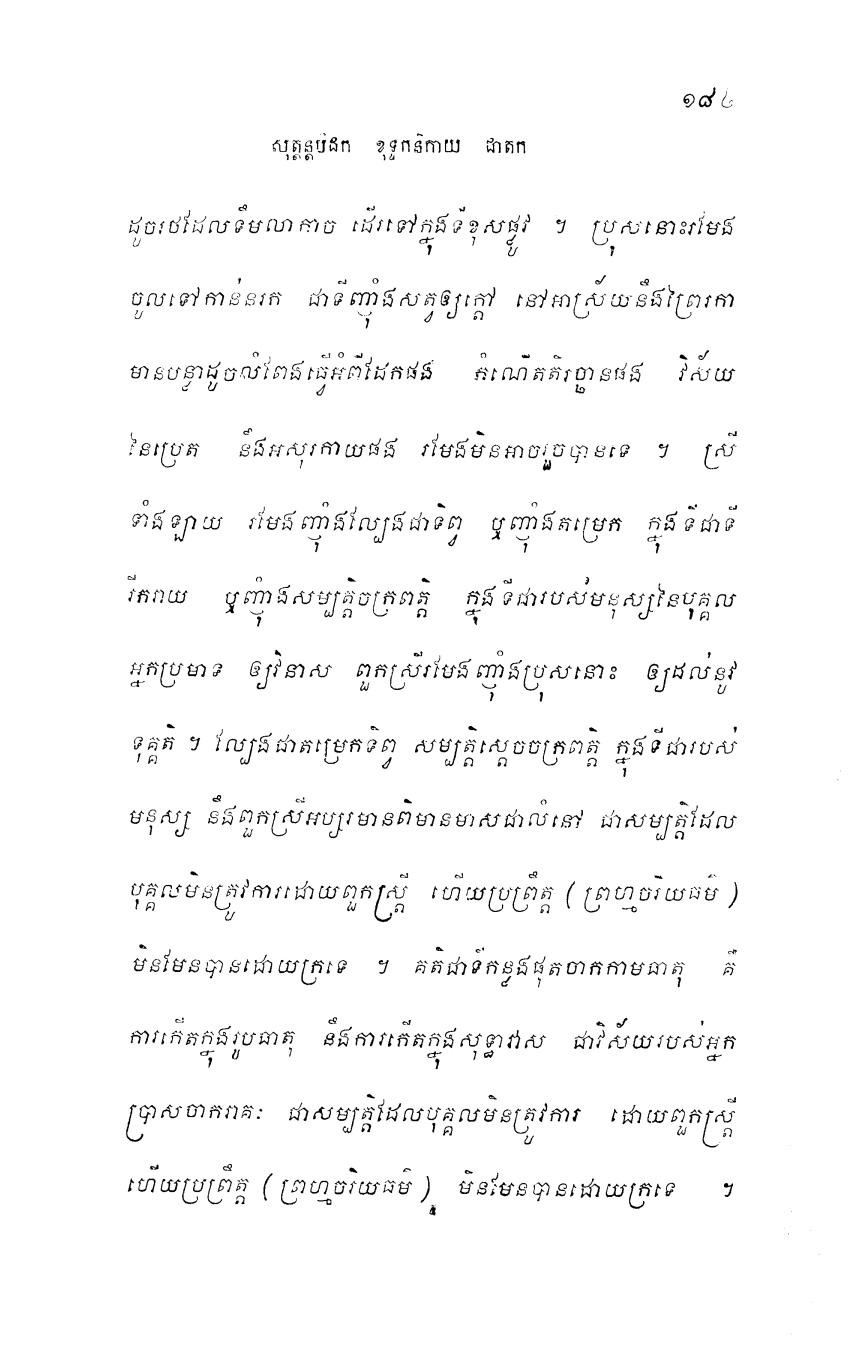 ១៨៤
សុត្តន្តបិដក ខុទ្ទកនិកាយ ជាតក
ដូចរថដែលទឹមលាកាច ដើរទៅក្នុងទីខុសផ្លូវ ។ ប្រុសនោះរមែង
ចូលទៅកាន់នរក ជាទីញ៉ាំងសត្វឲ្យក្តៅ នៅអាស្រ័យនឹងព្រៃរកា
មានបន្លាដូចលំពែងធ្វើអំពីដែកផង កំណើតតិរច្ឆានផង វិស័យ
នៃប្រេត នឹងអសុរកាយផង រមែងមិនអាចរួចបានទេ ។ ស្រី
ទាំងឡាយ រមែងញ៉ាំងល្បែងជាទិព្វ ឬញ៉ាំងតម្រេក ក្នុងទីជាទី
រីករាយ ឬញ៉ាំងសម្បត្តិចក្រពត្តិ ក្នុងទីជារបស់មនុស្សនៃបុគ្គល
អ្នកប្រមាទ ឲ្យវិនាស ពួកស្រីរមែងញ៉ាំងប្រុសនោះ ឲ្យដល់នូវ
ទុគ្គតិ ។ ល្បែងជាតម្រេកទិព្វ សម្បត្តិស្តេចចក្រពត្តិ ក្នុងទីជារបស់
មនុស្ស នឹងពួកស្រីអប្សរមានពិមានមាសជាលំនៅ ជាសម្បត្តិដែល
បុគ្គលមិនត្រូវការដោយពួកស្រ្តី ហើយប្រព្រឹត្ត ( ព្រហ្មចរិយធម៌ )
មិនមែនបានដោយក្រទេ ។ គតិជាទីកន្លងផុតចាកកាមធាតុ គឺ
ការកើតក្នុងរូបធាតុ នឹងការកើតក្នុងសុទ្ធាវាស ជាវិស័យរបស់អ្នក
ប្រាសចាករាគៈ ជាសម្បត្តិដែលបុគ្គលមិនត្រូវការ ដោយពួកស្រ្តី
ហើយប្រព្រឹត្ត ( ព្រហ្មចរិយធម៌ ) មិនមែនបានដោយក្រទេ ។